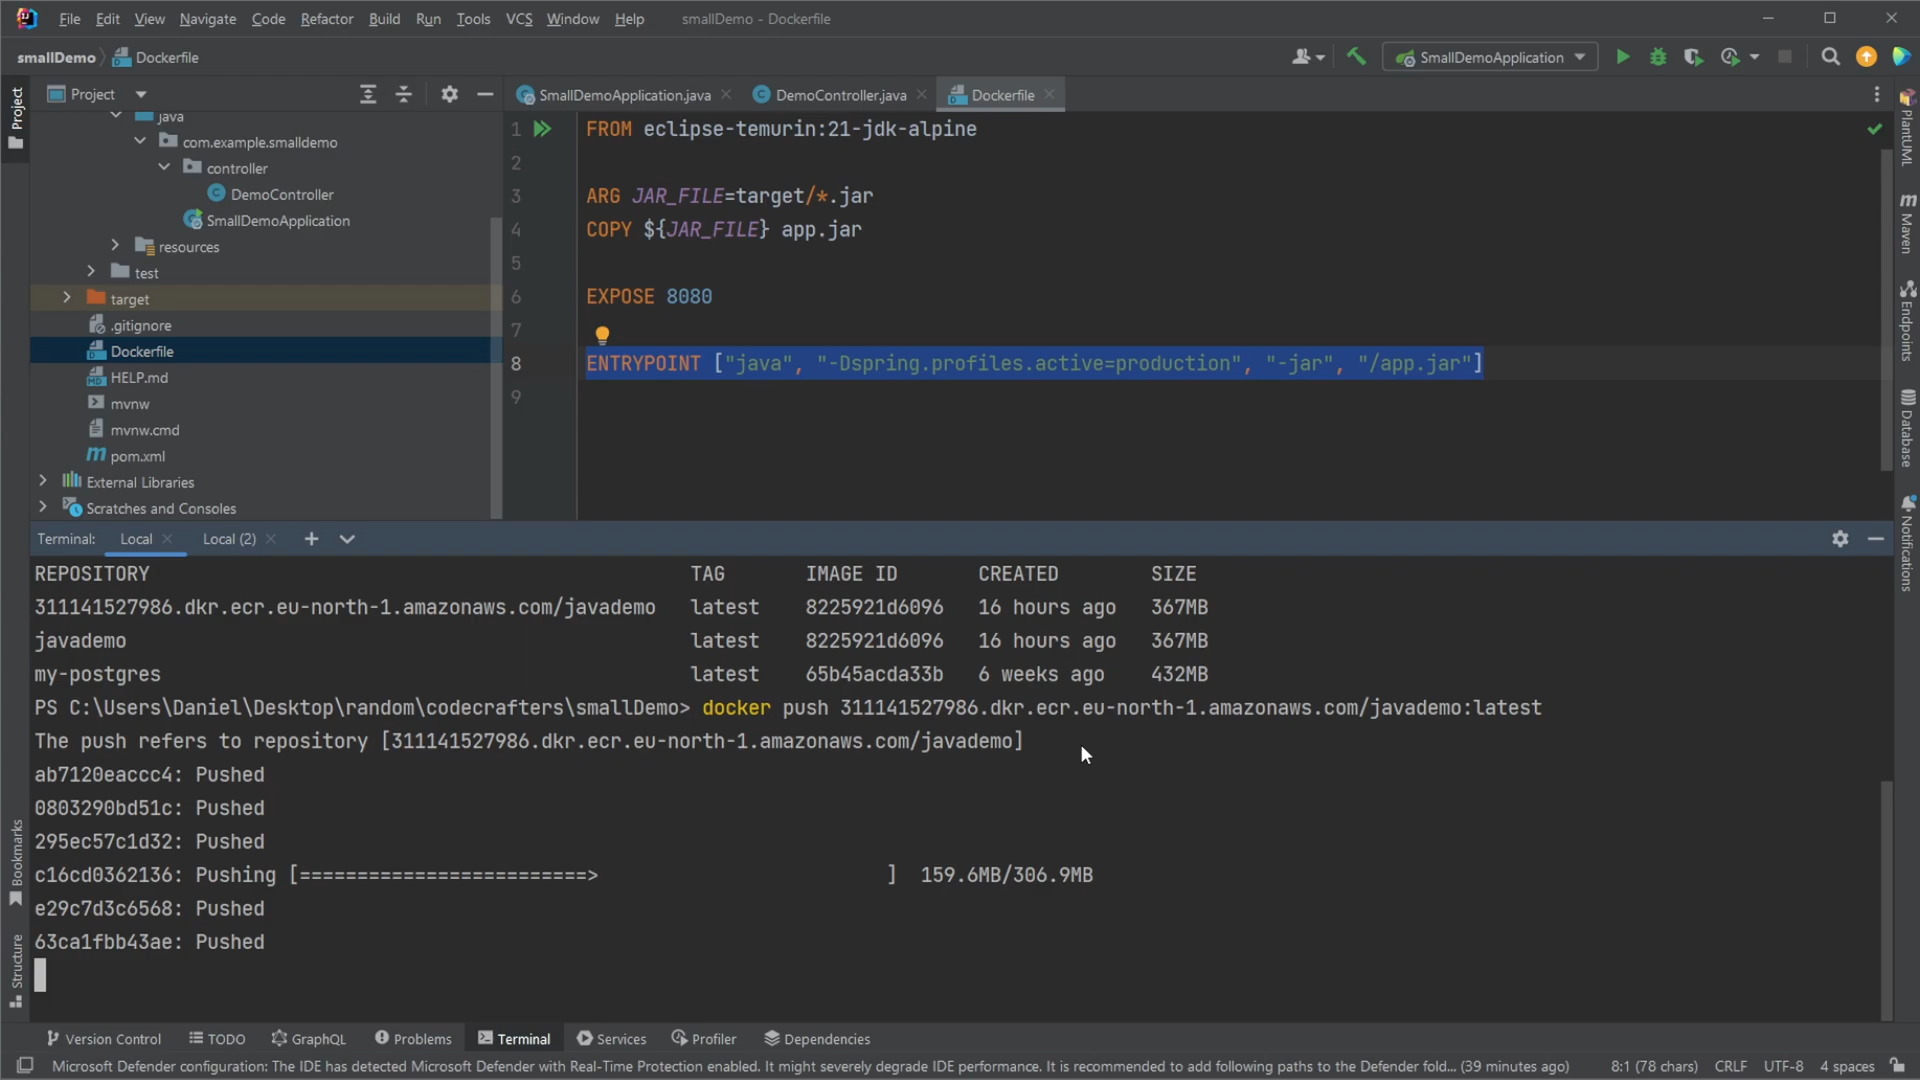 File Edit View Navigate Code Refactor Build Run Tools VCS Window Help smallDemo - Dockerfile
smallDemo Dockerfile SmallDemoApplication
Project SmallDemoApplication.java DemoController.java Dockerfile
java
com.example.smalldemo
controller
DemoController
SmallDemoApplication
resources
test
target
.gitignore
Dockerfile
HELP.md
mvnw
mvnw.cmd
m pom.xml
External Libraries
Scratches and Consoles
1 FROM eclipse-temurin:21-jdk-alpine
2
3 ARG JAR_FILE=target/*.jar
4 COPY ${JAR_FILE} app.jar
5
6 EXPOSE 8080
7
8 ENTRYPOINT ["java", "-Dspring.profiles.active=production", "-jar", "/app.jar"]
9
Project
Bookmarks
Structure
PlantUML
m Maven
Endpoints
Database
Notifications
Terminal: Local Local (2)
REPOSITORY TAG IMAGE ID CREATED SIZE
311141527986.dkr.ecr.eu-north-1.amazonaws.com/javademo latest 8225921d6096 16 hours ago 367MB
javademo latest 8225921d6096 16 hours ago 367MB
my-postgres latest 65b45acda33b 6 weeks ago 432MB
PS C:\Users\Daniel\Desktop\random\codecrafters\smallDemo> docker push 311141527986.dkr.ecr.eu-north-1.amazonaws.com/javademo:latest
The push refers to repository [311141527986.dkr.ecr.eu-north-1.amazonaws.com/javademo]
ab7120eaccc4: Pushed
0803290bd51c: Pushed
295ec57c1d32: Pushed
c16cd0362136: Pushing [=========================> ] 159.6MB/306.9MB
e29c7d3c6568: Pushed
63ca1fbb43ae: Pushed
Version Control TODO GraphQL Problems Terminal Services Profiler Dependencies
Microsoft Defender configuration: The IDE has detected Microsoft Defender with Real-Time Protection enabled. It might severely degrade IDE performance. It is recommended to add following paths to the Defender fold... (39 minutes ago) 8:1 (78 chars) CRLF UTF-8 4 spaces